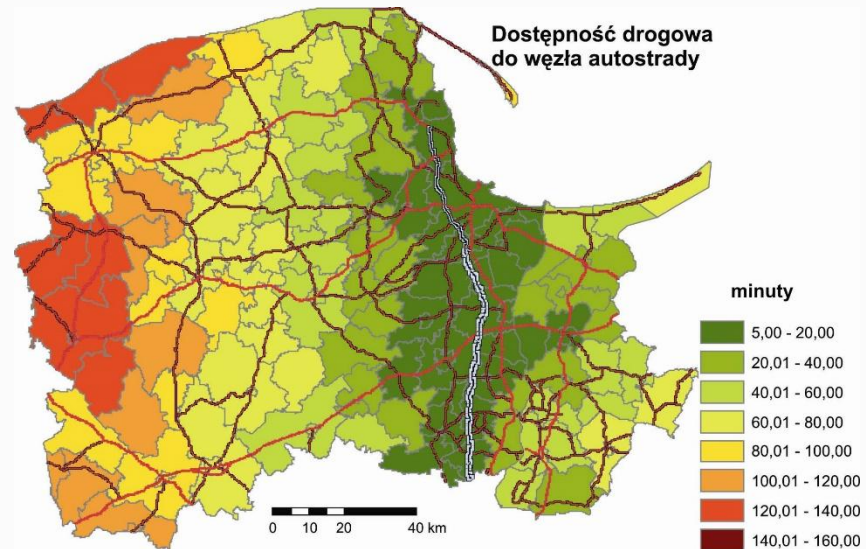 Dostępność drogowa
do węzła autostrady
minuty
5,00 - 20,00
20,01 - 40,00
40,01 - 60,00
60,01 - 80,00
80,01 - 100,00
100,01 - 120,00
120,01 - 140,00
140,01 - 160,00
0 10 20 40 km